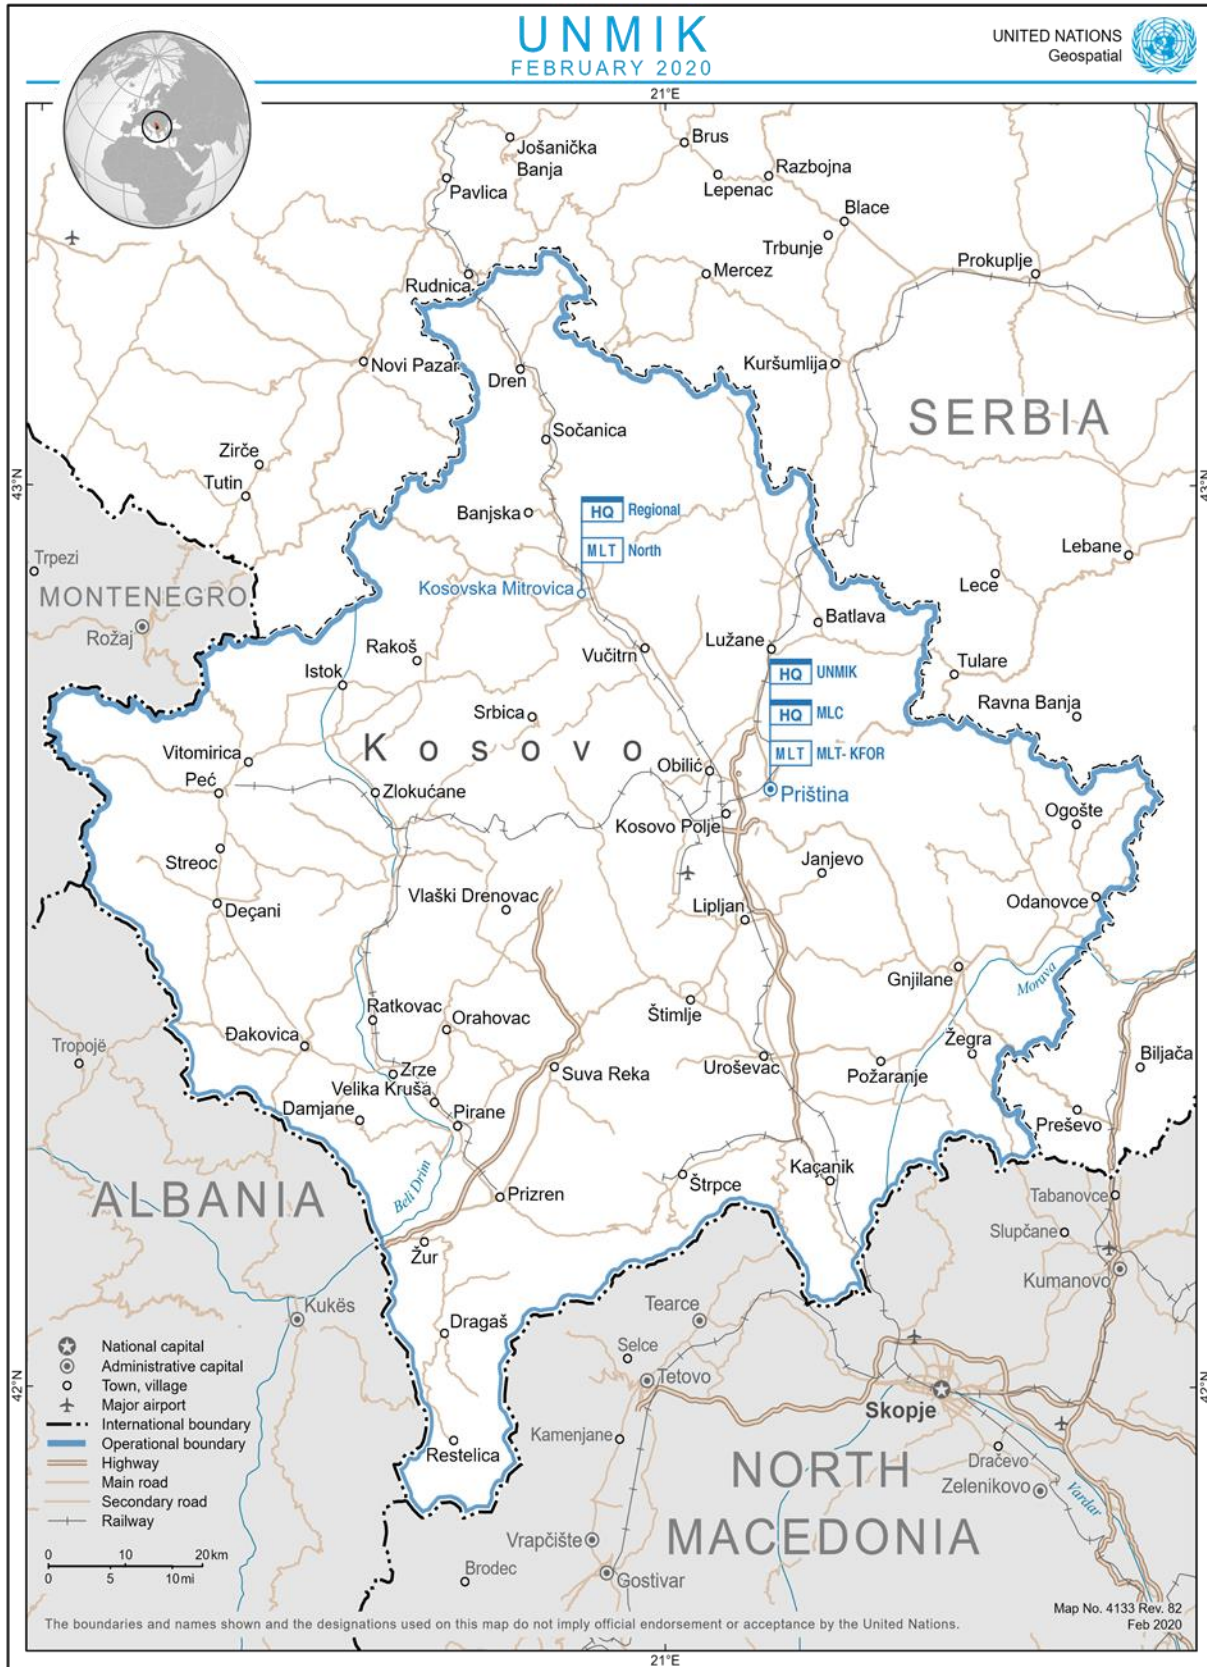 UNMIK
FEBRUARY 2020
UNITED NATIONS
Geospatial
21°E
Jošanička
Banja
Brus
Pavlica
Lepenac
Razbojna
Blace
Trbunje
Rudnica
Mercez
Prokuplje
Novi Pazar
Dren
Kuršumlija
SERBIA
Sočanica
Zirče
Tutin
43°N
43°N
Banjska
HQ Regional
MLT North
Lebane
Trpezi
MONTENEGRO
Rožaj
Kosovska Mitrovica
Lece
Batlava
Rakoš
Vučitrn
Lužane
Istok
HQ UNMIK
Tulare
Srbica
HQ MLC
Ravna Banja
Kosovo
Vitomirica
Obilić
MLT MLT- KFOR
Peć
Zlokućane
Priština
Kosovo Polje
Ogošte
Streoc
Janjevo
Deçani
Vlaški Drenovac
Lipljan
Odanovce
Gnjilane
Morava
Ratkovac
Orahovac
Štimlje
Đakovica
Tropojë
Žegra
Biljača
Zrze
Suva Reka
Uroševac
Požaranje
Velika Kruša
Damjane
Pirane
Preševo
Kaçanik
Štrpce
ALBANIA
Beli Drim
Prizren
Tabanovce
Slupčane
Žur
Kumanovo
Kukës
Tearce
Dragaš
Selce
Tetovo
42°N
42°N
Skopje
Kamenjane
Restelica
Dračevo
NORTH
MACEDONIA
Zelenikovo
Vardar
Vrapčište
Gostivar
Brodec
National capital
Administrative capital
Town, village
Major airport
International boundary
Operational boundary
Highway
Main road
Secondary road
Railway
0 10 20 km
0 5 10 mi
The boundaries and names shown and the designations used on this map do not imply official endorsement or acceptance by the United Nations.
Map No. 4133 Rev. 82
Feb 2020
21°E